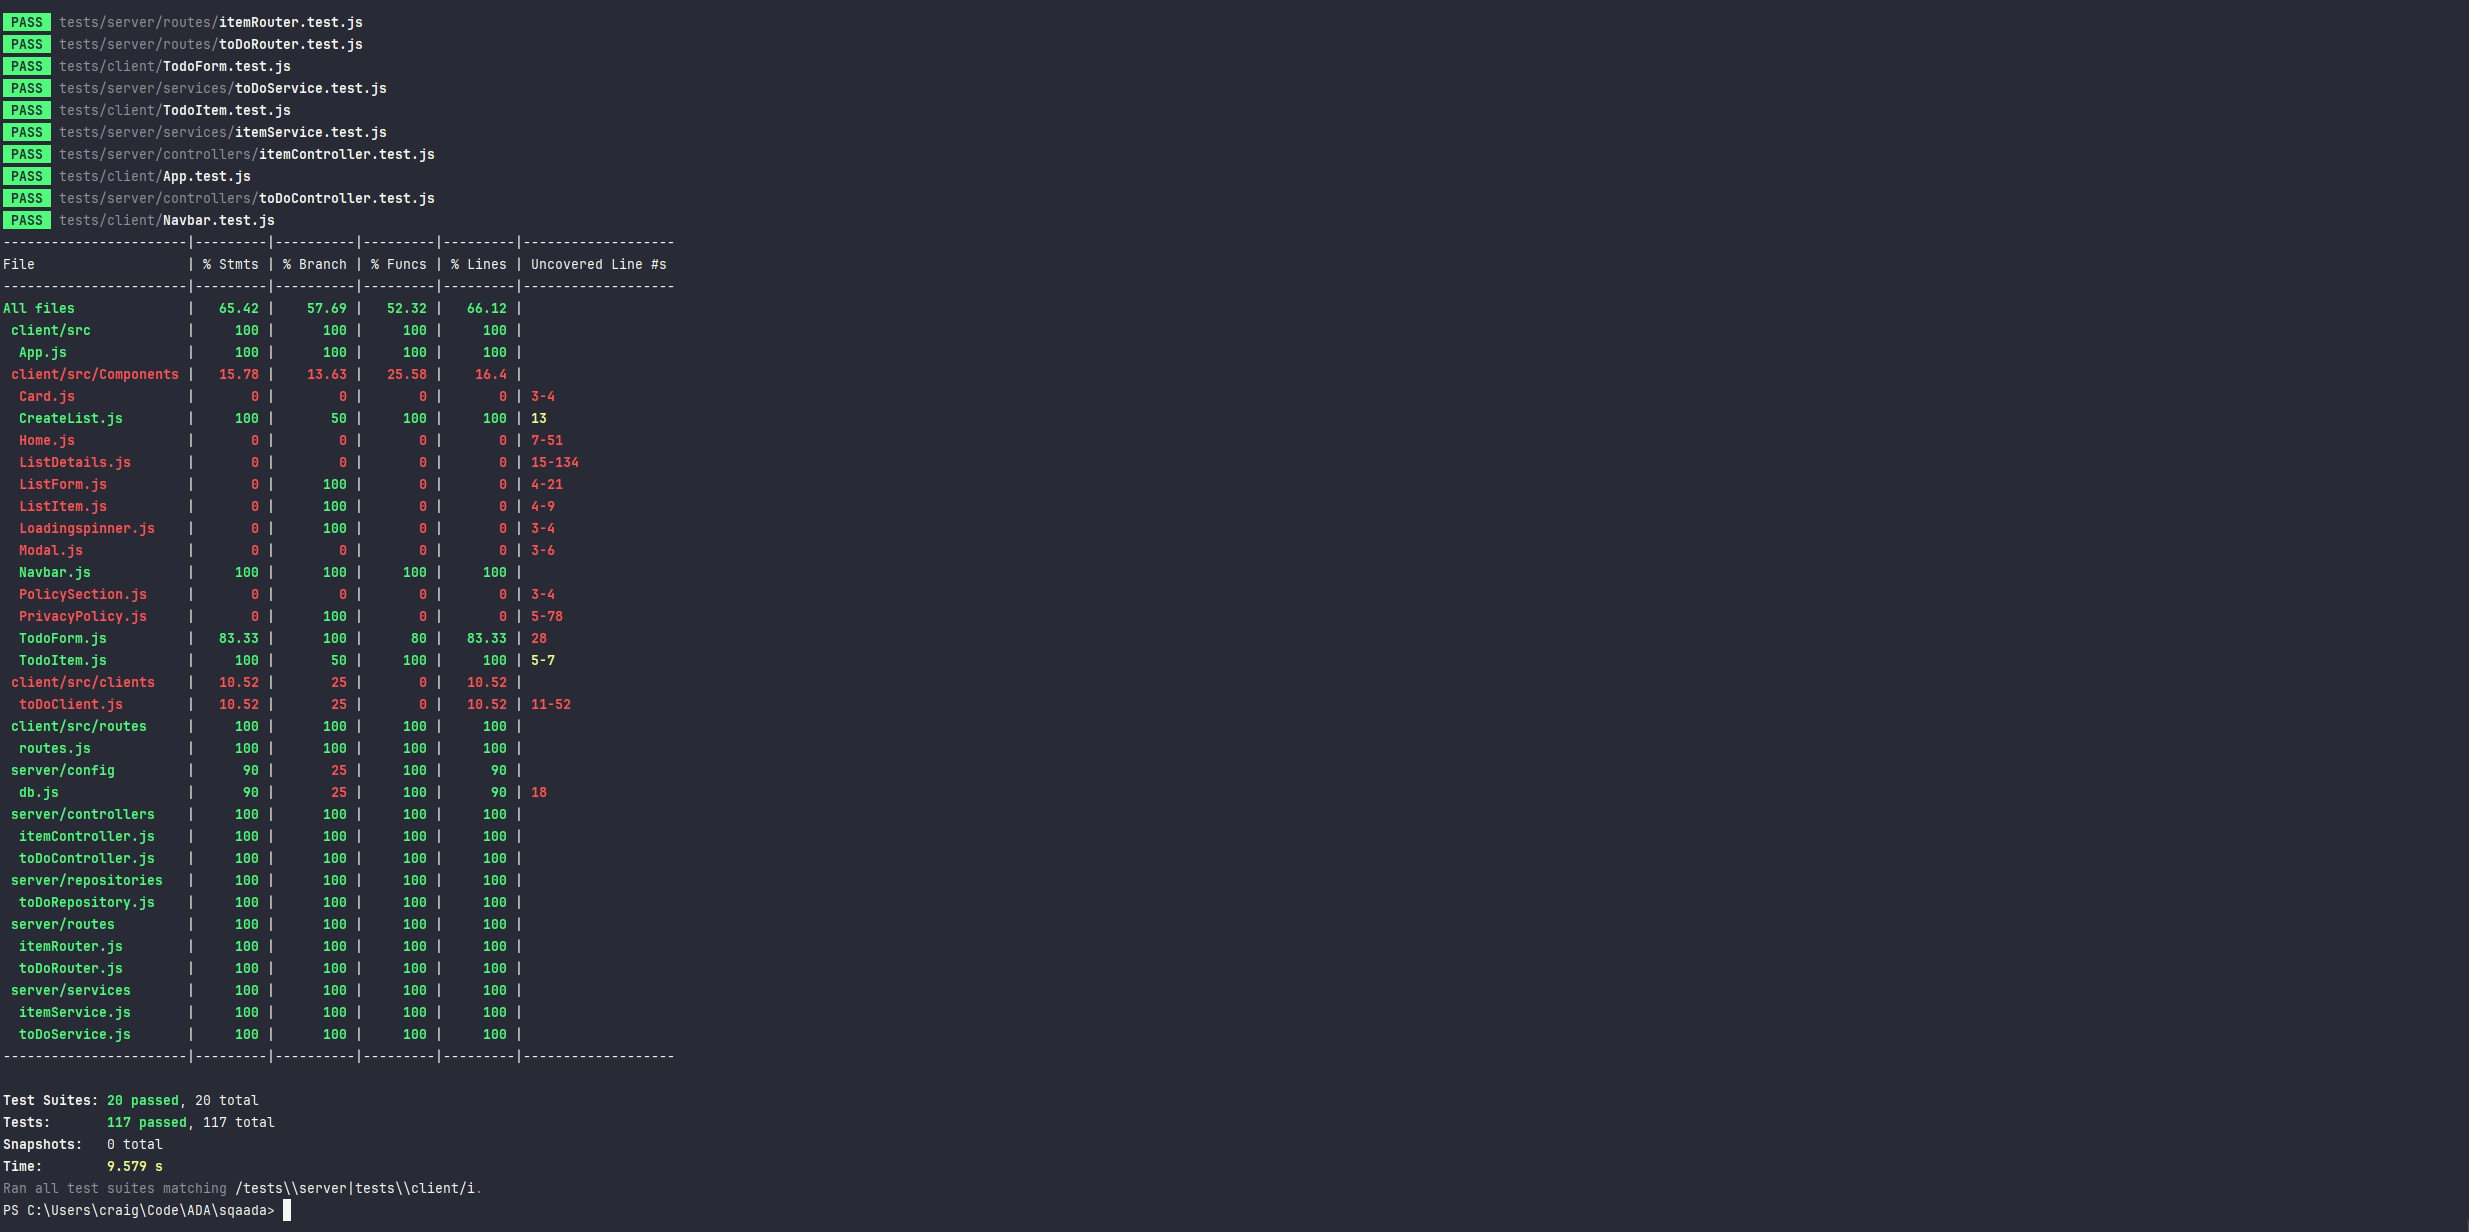 PASS tests/server/routes/itemRouter.test.js
PASS tests/server/routes/toDoRouter.test.js
PASS tests/client/TodoForm.test.js
PASS tests/server/services/toDoService.test.js
PASS tests/client/TodoItem.test.js
PASS tests/server/services/itemService.test.js
PASS tests/server/controllers/itemController.test.js
PASS tests/client/App.test.js
PASS tests/server/controllers/toDoController.test.js
PASS tests/client/Navbar.test.js
-----------------------|---------|----------|---------|---------|-------------------
File                   | % Stmts | % Branch | % Funcs | % Lines | Uncovered Line #s
-----------------------|---------|----------|---------|---------|-------------------
All files              |   65.42 |    57.69 |   52.32 |   66.12 |
 client/src            |     100 |      100 |     100 |     100 |
  App.js               |     100 |      100 |     100 |     100 |
 client/src/Components |   15.78 |    13.63 |   25.58 |    16.4 |
  Card.js              |       0 |        0 |       0 |       0 | 3-4
  CreateList.js        |     100 |       50 |     100 |     100 | 13
  Home.js              |       0 |        0 |       0 |       0 | 7-51
  ListDetails.js       |       0 |        0 |       0 |       0 | 15-134
  ListForm.js          |       0 |      100 |       0 |       0 | 4-21
  ListItem.js          |       0 |      100 |       0 |       0 | 4-9
  Loadingspinner.js    |       0 |      100 |       0 |       0 | 3-4
  Modal.js             |       0 |        0 |       0 |       0 | 3-6
  Navbar.js            |     100 |      100 |     100 |     100 |
  PolicySection.js     |       0 |        0 |       0 |       0 | 3-4
  PrivacyPolicy.js     |       0 |      100 |       0 |       0 | 5-78
  TodoForm.js          |   83.33 |      100 |      80 |   83.33 | 28
  TodoItem.js          |     100 |       50 |     100 |     100 | 5-7
 client/src/clients    |   10.52 |       25 |       0 |   10.52 |
  toDoClient.js        |   10.52 |       25 |       0 |   10.52 | 11-52
 client/src/routes     |     100 |      100 |     100 |     100 |
  routes.js            |     100 |      100 |     100 |     100 |
 server/config         |      90 |       25 |     100 |      90 |
  db.js                |      90 |       25 |     100 |      90 | 18
 server/controllers    |     100 |      100 |     100 |     100 |
  itemController.js    |     100 |      100 |     100 |     100 |
  toDoController.js    |     100 |      100 |     100 |     100 |
 server/repositories   |     100 |      100 |     100 |     100 |
  toDoRepository.js    |     100 |      100 |     100 |     100 |
 server/routes         |     100 |      100 |     100 |     100 |
  itemRouter.js        |     100 |      100 |     100 |     100 |
  toDoRouter.js        |     100 |      100 |     100 |     100 |
 server/services       |     100 |      100 |     100 |     100 |
  itemService.js       |     100 |      100 |     100 |     100 |
  toDoService.js       |     100 |      100 |     100 |     100 |
-----------------------|---------|----------|---------|---------|-------------------
Test Suites: 20 passed, 20 total
Tests:       117 passed, 117 total
Snapshots:   0 total
Time:        9.579 s
Ran all test suites matching /tests\\server|tests\\client/i.
PS C:\Users\craig\Code\ADA\sqaada>